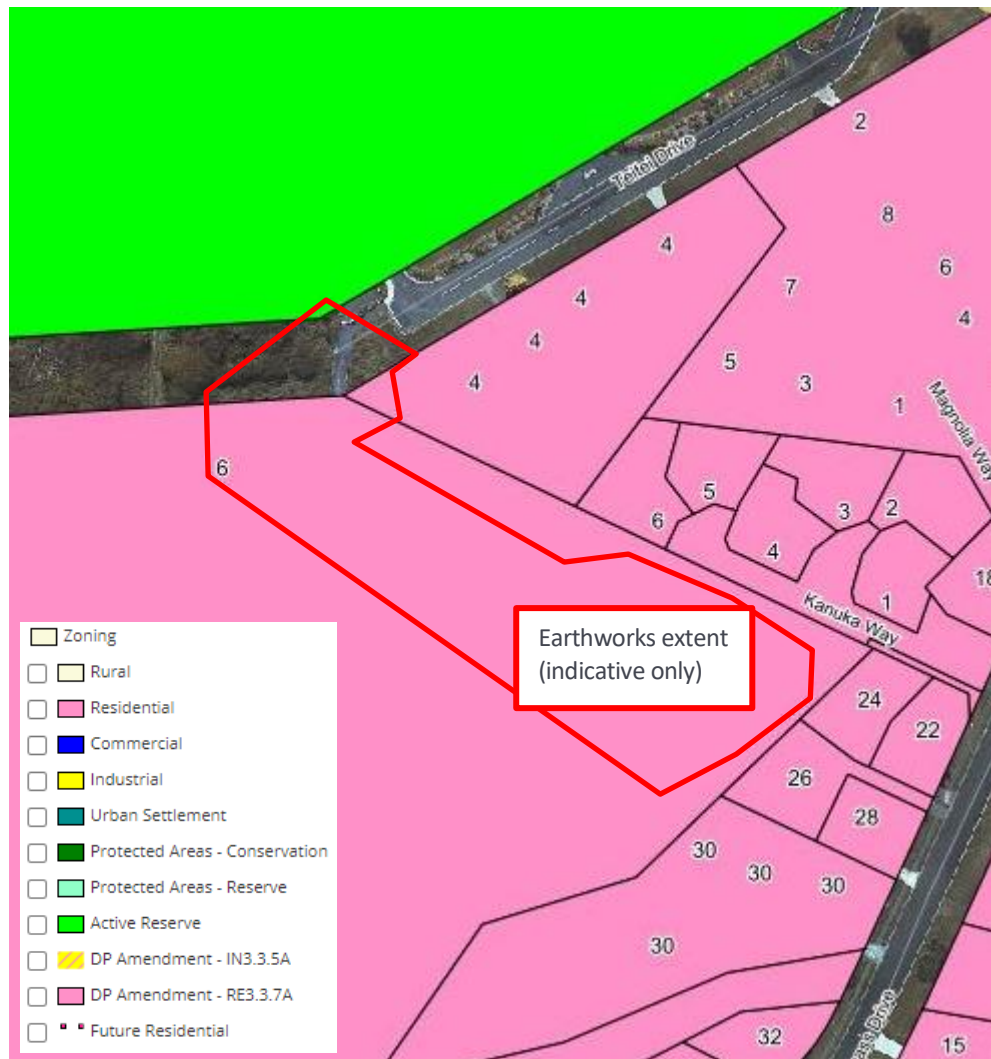 2
Teitei Drive
8
4
6
7
4
4
4
5
3
4
1
Magnolia Way
6
5
3
2
6
4
18
1
Kanuka Way
Earthworks extent
(indicative only)
24
22
26
28
30
30
30
30
32
15
ass Drive
Zoning
Rural
Residential
Commercial
Industrial
Urban Settlement
Protected Areas - Conservation
Protected Areas - Reserve
Active Reserve
DP Amendment - IN3.3.5A
DP Amendment - RE3.3.7A
Future Residential